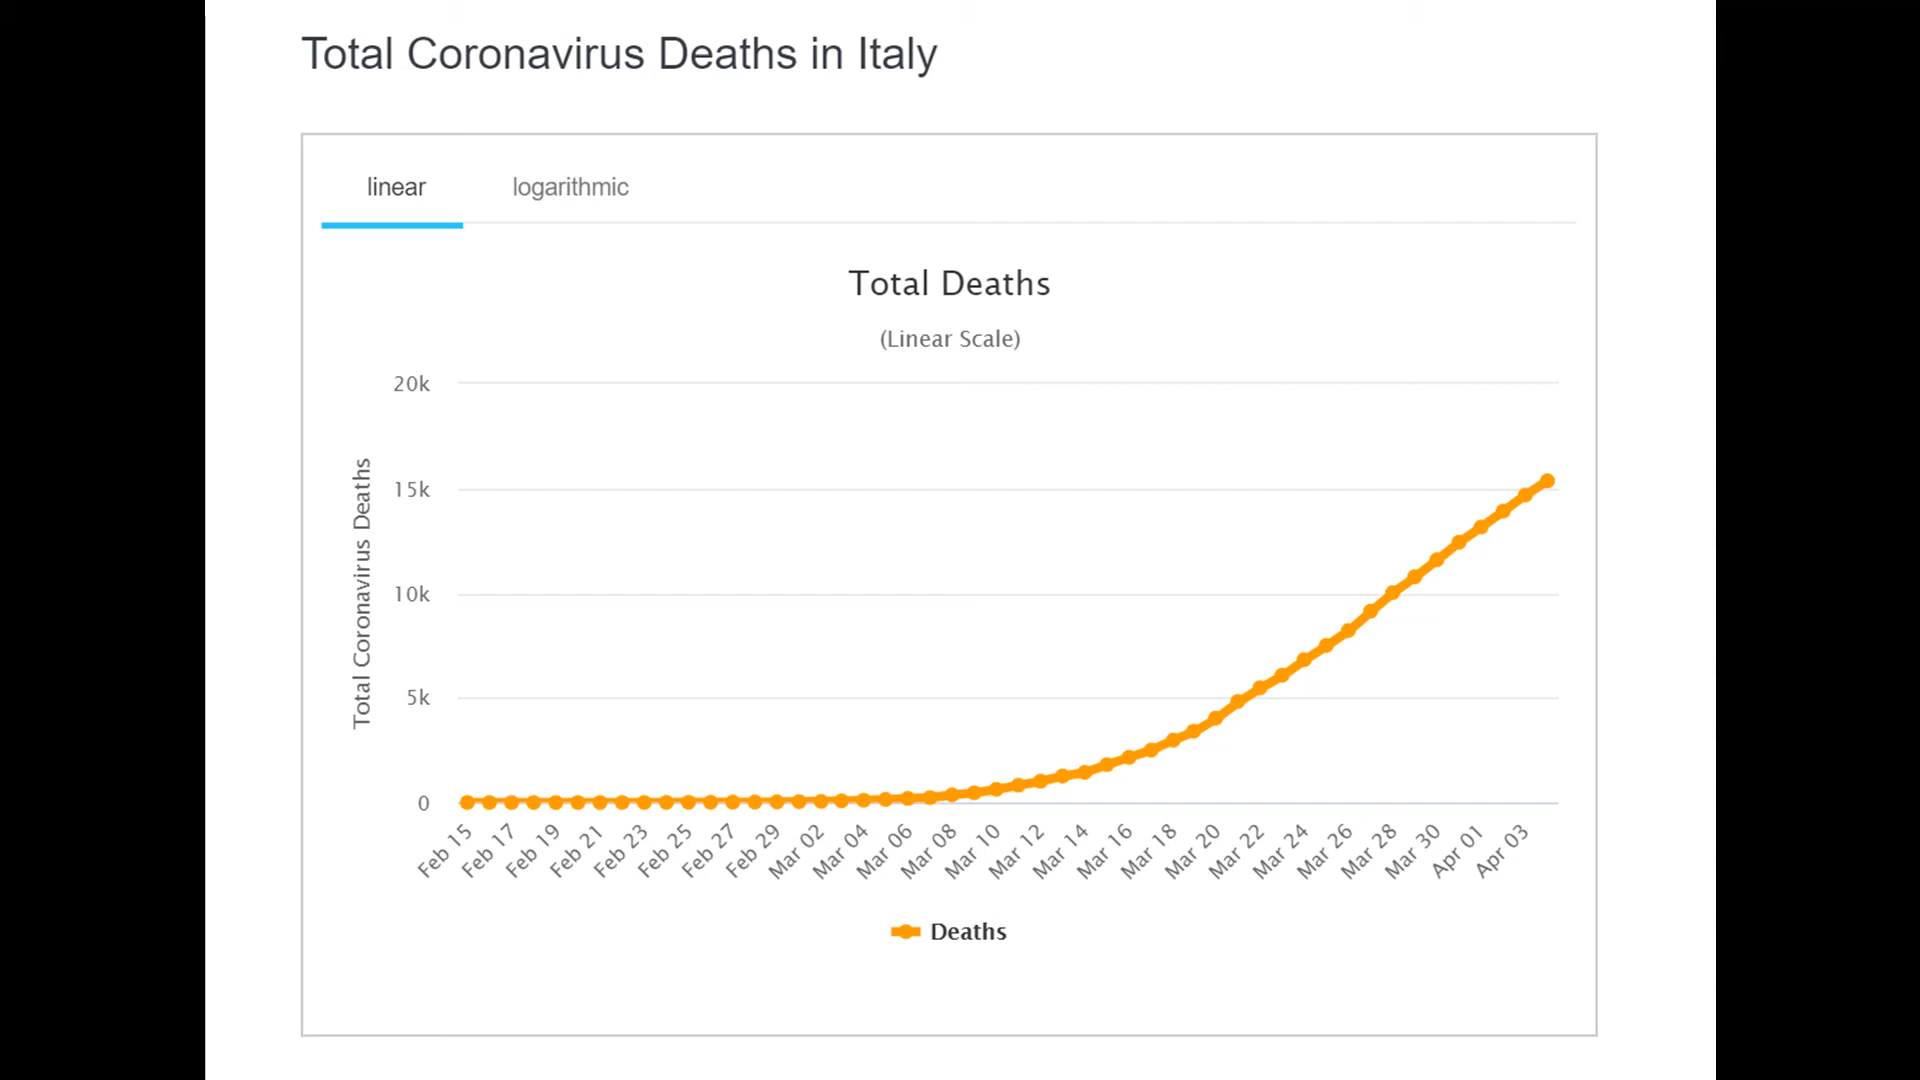 Total Coronavirus Deaths in Italy
linear
logarithmic
Total Deaths
(Linear Scale)
Total Coronavirus Deaths
20k
15k
10k
5k
0
Feb 15
Feb 17
Feb 19
Feb 21
Feb 23
Feb 25
Feb 27
Feb 29
Mar 02
Mar 04
Mar 06
Mar 08
Mar 10
Mar 12
Mar 14
Mar 16
Mar 18
Mar 20
Mar 22
Mar 24
Mar 26
Mar 28
Mar 30
Apr 01
Apr 03
Deaths